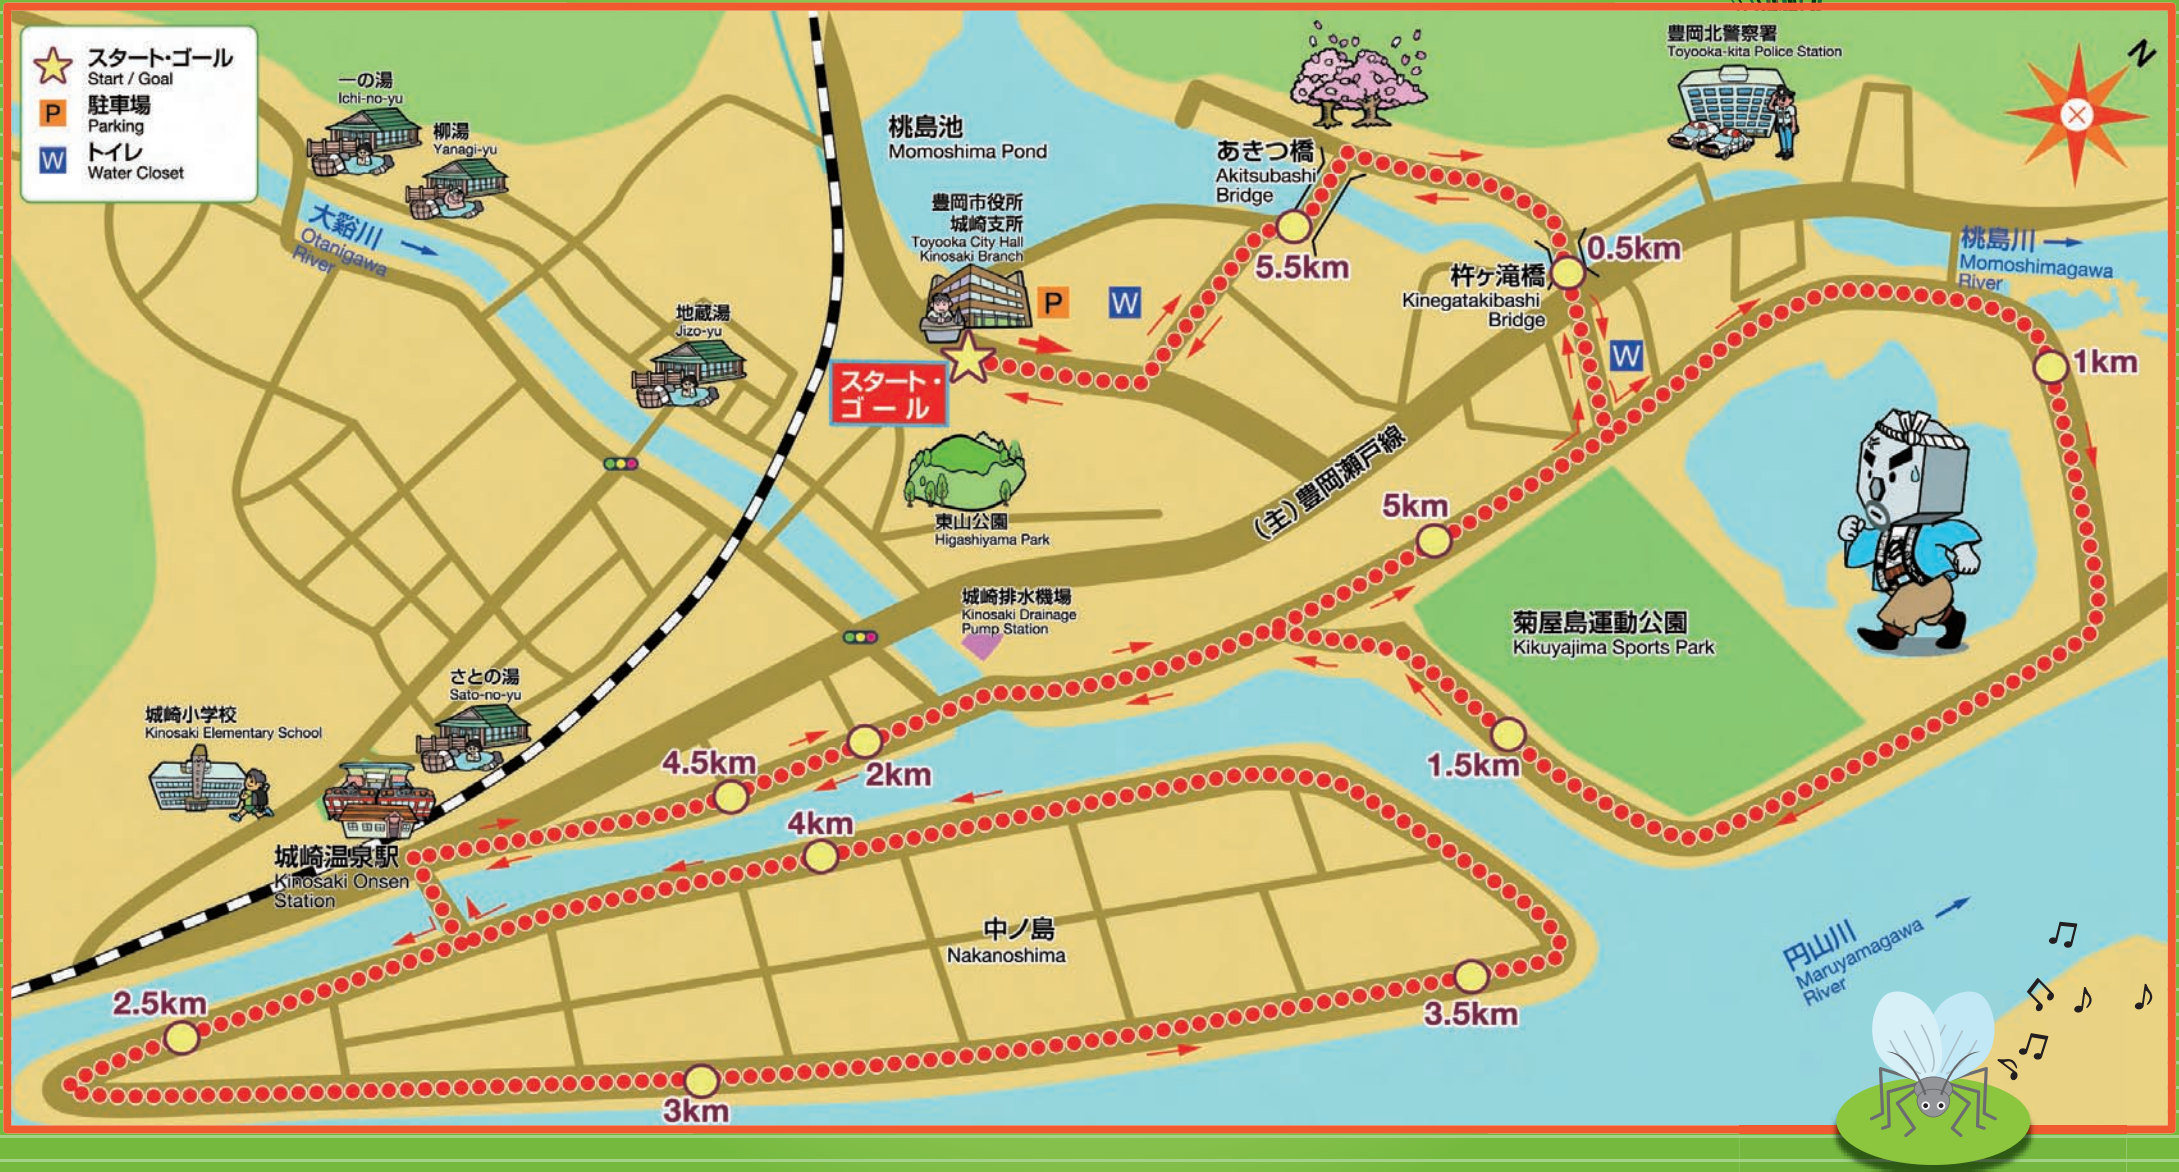 スタート・ゴール
Start / Goal
P
駐車場
Parking
W
トイレ
Water Closet
一の湯
Ichi-no-yu
柳湯
Yanagi-yu
大谿川
Otanigawa
River
地蔵湯
Jizo-yu
桃島池
Momoshima Pond
豊岡市役所
城崎支所
Toyooka City Hall
Kinosaki Branch
P
W
スタート・
ゴール
あきつ橋
Akitsubashi
Bridge
5.5km
豊岡北警察署
Toyooka-kita Police Station
N
0.5km
杵ヶ滝橋
Kinegatakibashi
Bridge
W
桃島川
Momoshimagawa
River
1km
東山公園
Higashiyama Park
(主)豊岡瀬戸線
5km
城崎排水機場
Kinosaki Drainage
Pump Station
菊屋島運動公園
Kikuyajima Sports Park
さとの湯
Sato-no-yu
城崎小学校
Kinosaki Elementary School
4.5km
2km
1.5km
4km
城崎温泉駅
Kinosaki Onsen
Station
中ノ島
Nakanoshima
円山川
Maruyamagawa
River
2.5km
3.5km
3km